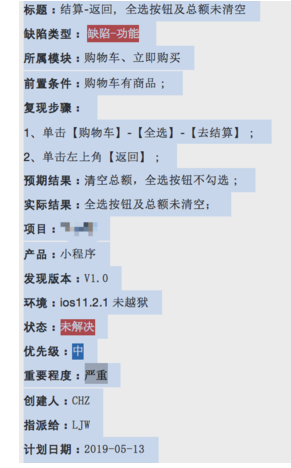 标题：结算-返回, 全选按钮及总额未清空
缺陷类型：缺陷-功能
所属模块：购物车、立即购买
前置条件：购物车有商品；
复现步骤：
1、单击【购物车】-【全选】-【去结算】；
2、单击左上角【返回】；
预期结果：清空总额，全选按钮不勾选；
实际结果：全选按钮及总额未清空；
项目：
产品：小程序
发现版本：V1.0
环境：ios11.2.1 未越狱
状态：未解决
优先级：中
重要程度：严重
创建人：CHZ
指派给：LJW
计划日期：2019-05-13